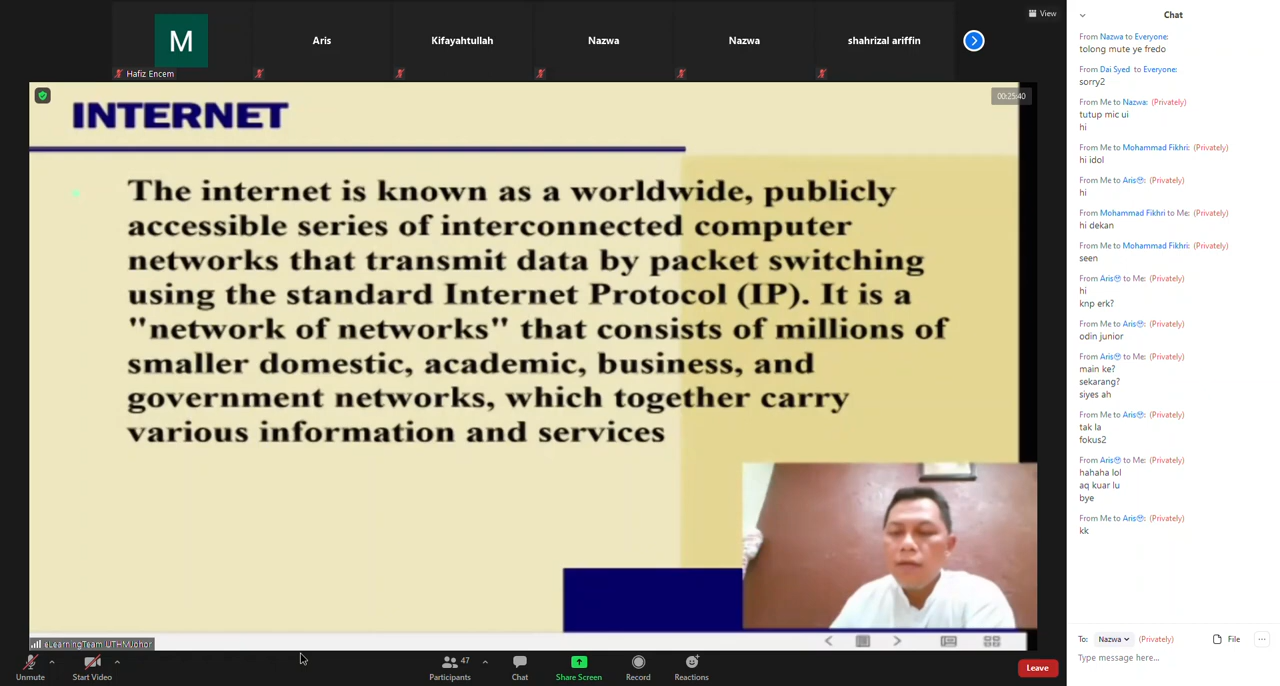 M
Hafiz Encem
Aris
Kifayahtullah
Nazwa
Nazwa
shahrizal ariffin
View
00:25:40
INTERNET
The internet is known as a worldwide, publicly
accessible series of interconnected computer
networks that transmit data by packet switching
using the standard Internet Protocol (IP). It is a
"network of networks" that consists of millions of
smaller domestic, academic, business, and
government networks, which together carry
various information and services
eLearningTeam UTHMJohor
Unmute
Start Video
47
Participants
Chat
Share Screen
Record
Reactions
Leave
Chat
From Nazwa to Everyone:
tolong mute ye fredo
From Dai Syed to Everyone:
sorry2
From Me to Nazwa: (Privately)
tutup mic ui
hi
From Me to Mohammad Fikhri: (Privately)
hi idol
From Me to Aris: (Privately)
hi
From Mohammad Fikhri to Me: (Privately)
hi dekan
From Me to Mohammad Fikhri: (Privately)
seen
From Aris to Me: (Privately)
hi
knp erk?
From Me to Aris: (Privately)
odin junior
From Aris to Me: (Privately)
main ke?
sekarang?
siyes ah
From Me to Aris: (Privately)
tak la
fokus2
From Aris to Me: (Privately)
hahaha lol
aq kuar lu
bye
From Me to Aris: (Privately)
kk
To: Nazwa (Privately) File
Type message here...